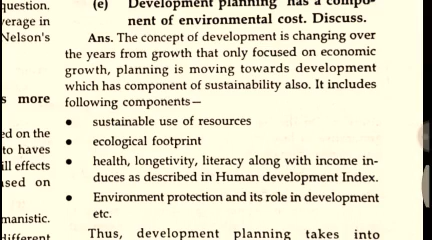 question.
verage in
Nelson's
s more
ed on the
to haves
ill effects
ased on
manistic.
different
(e) Development planning has a compo-
nent of environmental cost. Discuss.
Ans. The concept of development is changing over
the years from growth that only focused on economic
growth, planning is moving towards development
which has component of sustainability also. It includes
following components—
• sustainable use of resources
• ecological footprint
• health, longetivity, literacy along with income in-
duces as described in Human development Index.
• Environment protection and its role in development
etc.
Thus, development planning takes into